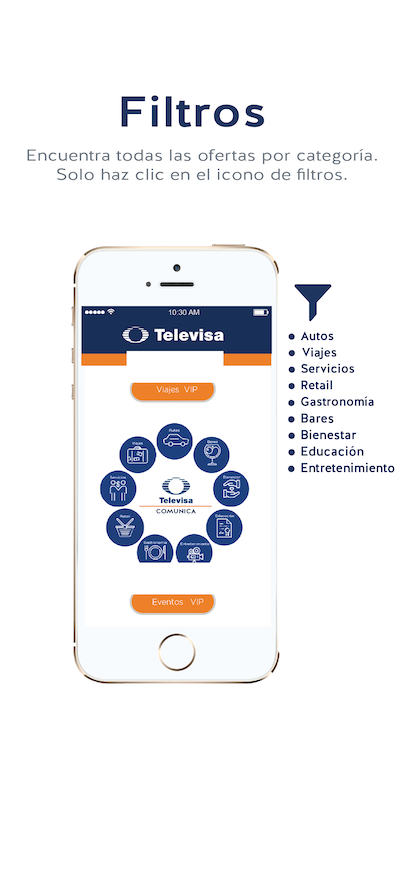 Filtros
Encuentra todas las ofertas por categoría.
Solo haz clic en el icono de filtros.
10:30 AM
Televisa
Viajes VIP
Autos
Viajes
Bares
Servicios
Bienestar
Televisa
COMUNICA
Retail
Educación
Gastronomía
Entretenimiento
Eventos VIP
Autos
Viajes
Servicios
Retail
Gastronomía
Bares
Bienestar
Educación
Entretenimiento